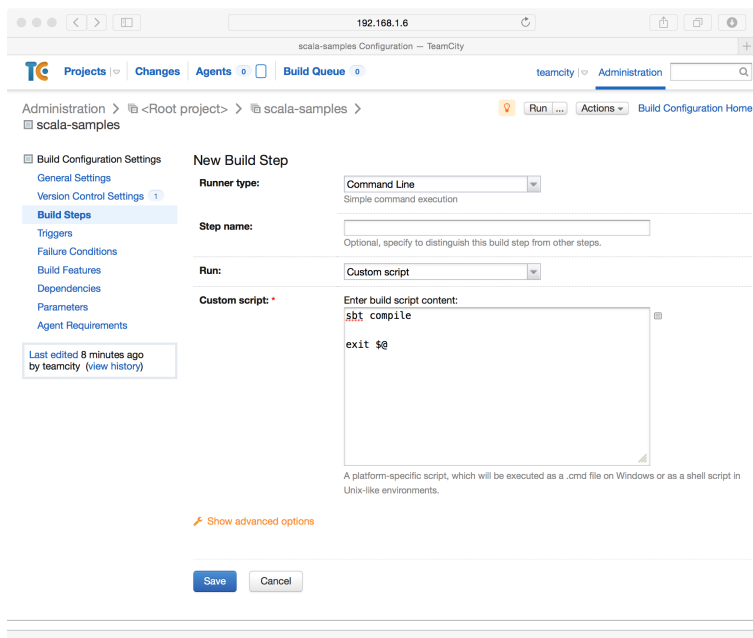 192.168.1.6
scala-samples Configuration — TeamCity
TC Projects Changes Agents 0 Build Queue 0 teamcity Administration
Administration > <Root project> > scala-samples > Run ... Actions Build Configuration Home
scala-samples
Build Configuration Settings
General Settings
Version Control Settings 1
Build Steps
Triggers
Failure Conditions
Build Features
Dependencies
Parameters
Agent Requirements
Last edited 8 minutes ago
by teamcity (view history)
New Build Step
Runner type: Command Line
Simple command execution
Step name:
Optional, specify to distinguish this build step from other steps.
Run: Custom script
Custom script: * Enter build script content:
sbt compile
exit $@
A platform-specific script, which will be executed as a .cmd file on Windows or as a shell script in
Unix-like environments.
Show advanced options
Save Cancel